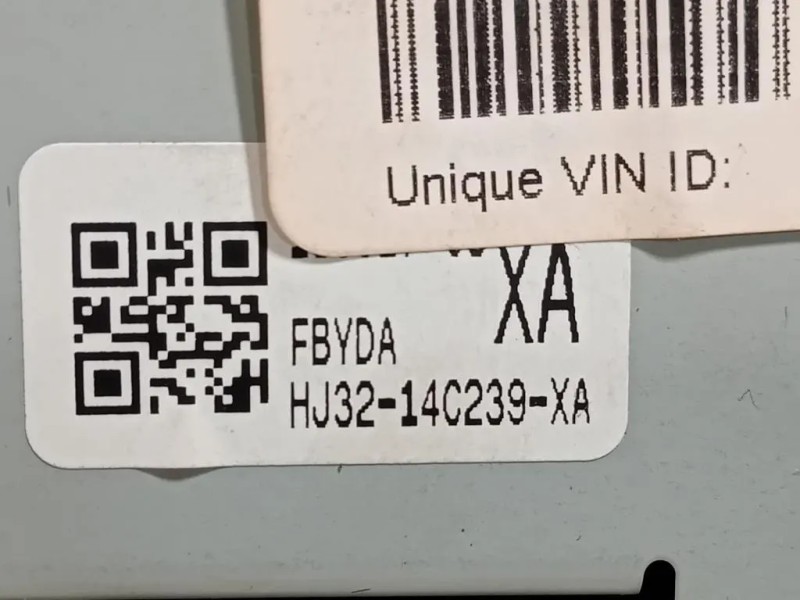 Unique VIN ID:
XA
FBYDA
HJ32-14C239-XA